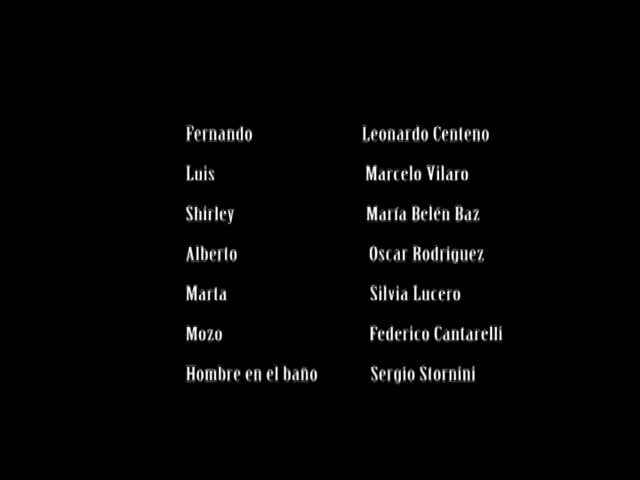 Fernando Leonardo Centeno
Luis Marcelo Vilaro
Shirley María Belén Baz
Alberto Oscar Rodriguez
Marta Silvia Lucero
Mozo Federico Cantarelli
Hombre en el baño Sergio Stornini